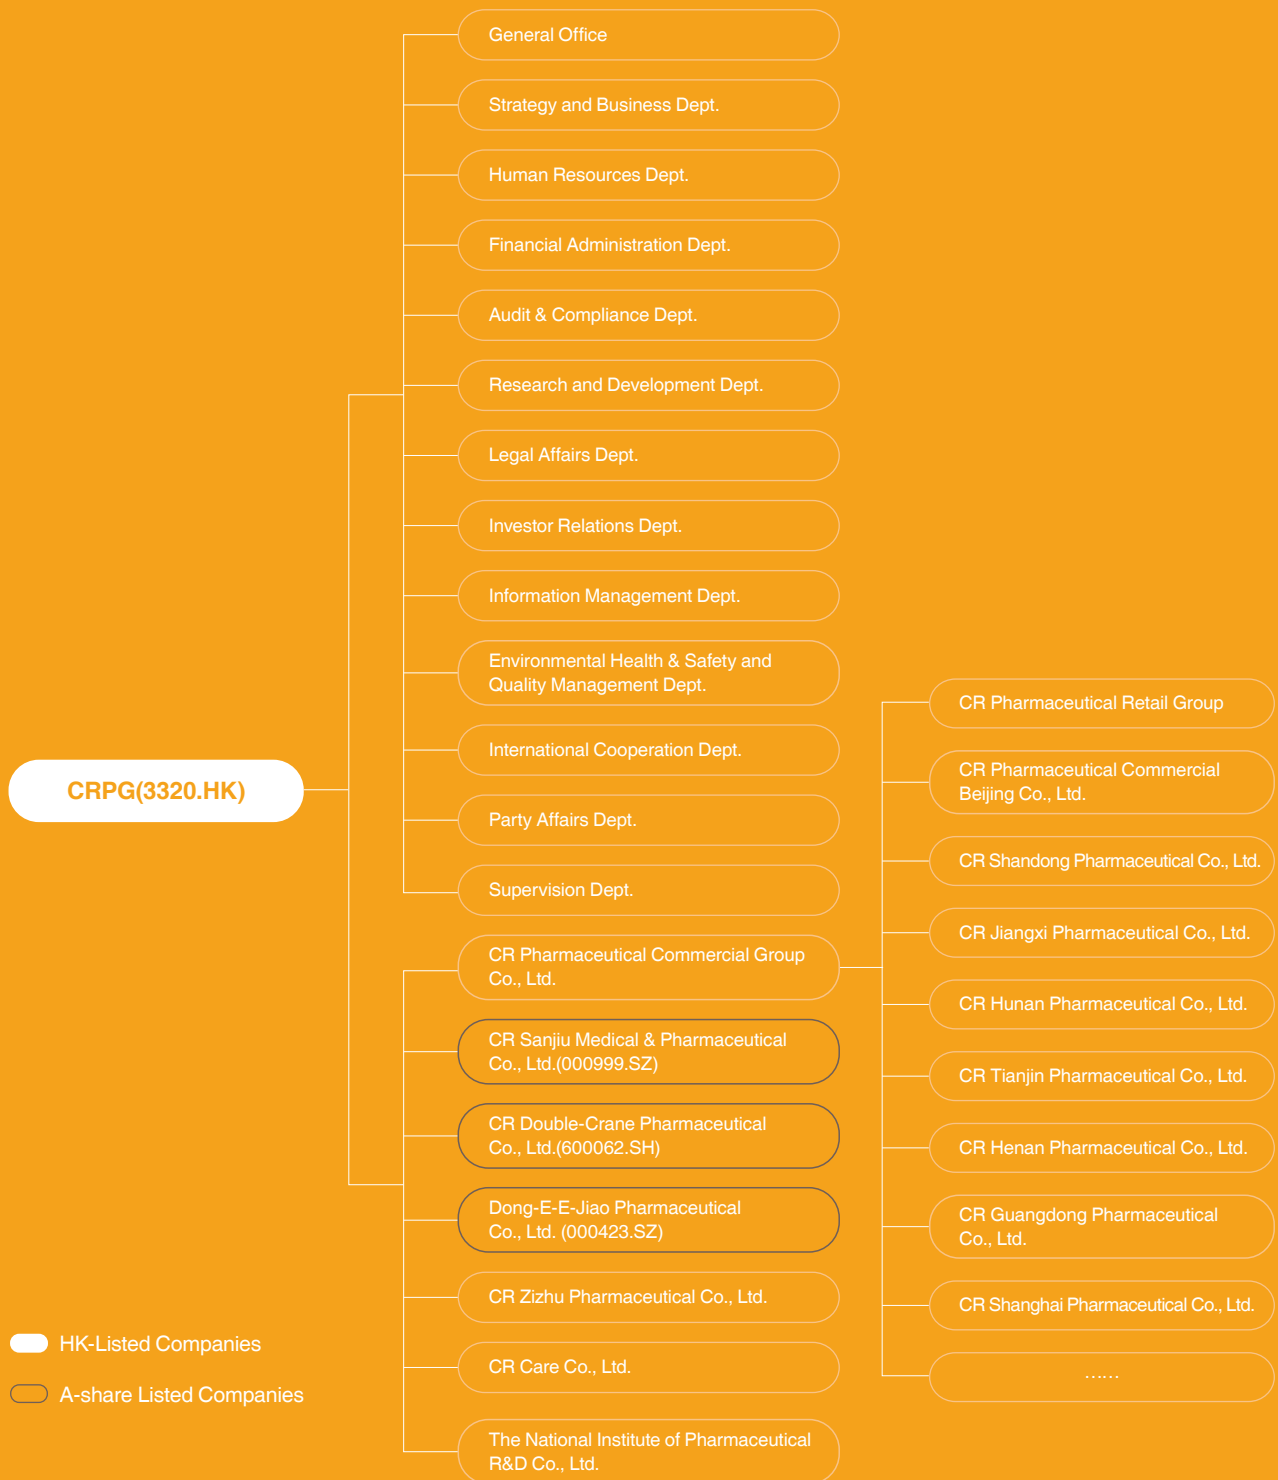 General Office
Strategy and Business Dept.
Human Resources Dept.
Financial Administration Dept.
Audit & Compliance Dept.
Research and Development Dept.
Legal Affairs Dept.
Investor Relations Dept.
Information Management Dept.
Environmental Health & Safety and
Quality Management Dept.
International Cooperation Dept.
Party Affairs Dept.
Supervision Dept.
CRPG(3320.HK)
CR Pharmaceutical Commercial Group
Co., Ltd.
CR Sanjiu Medical & Pharmaceutical
Co., Ltd.(000999.SZ)
CR Double-Crane Pharmaceutical
Co., Ltd.(600062.SH)
Dong-E-E-Jiao Pharmaceutical
Co., Ltd. (000423.SZ)
CR Zizhu Pharmaceutical Co., Ltd.
CR Care Co., Ltd.
The National Institute of Pharmaceutical
R&D Co., Ltd.
CR Pharmaceutical Retail Group
CR Pharmaceutical Commercial
Beijing Co., Ltd.
CR Shandong Pharmaceutical Co., Ltd.
CR Jiangxi Pharmaceutical Co., Ltd.
CR Hunan Pharmaceutical Co., Ltd.
CR Tianjin Pharmaceutical Co., Ltd.
CR Henan Pharmaceutical Co., Ltd.
CR Guangdong Pharmaceutical
Co., Ltd.
CR Shanghai Pharmaceutical Co., Ltd.
……
HK-Listed Companies
A-share Listed Companies